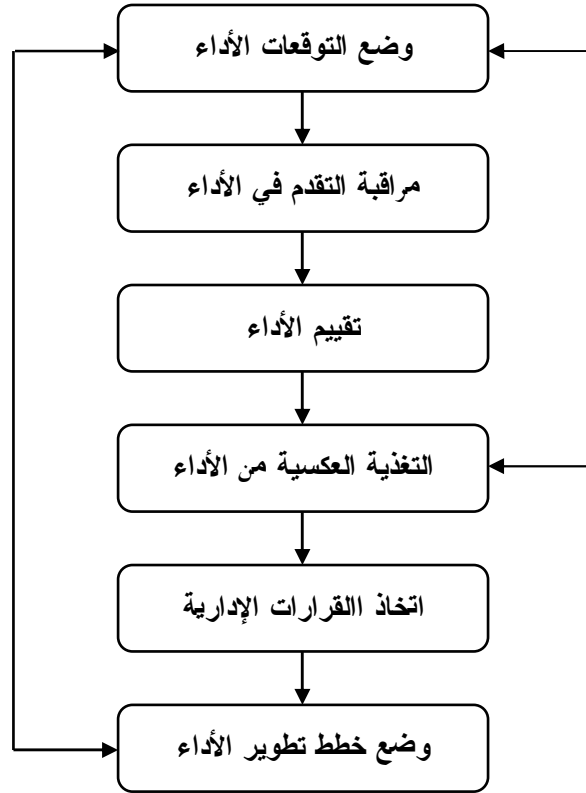 وضع التوقعات الأداء
مراقبة التقدم في الأداء
تقييم الأداء
التغذية العكسية من الأداء
اتخاذ االقرارات الإدارية
وضع خطط تطوير الأداء